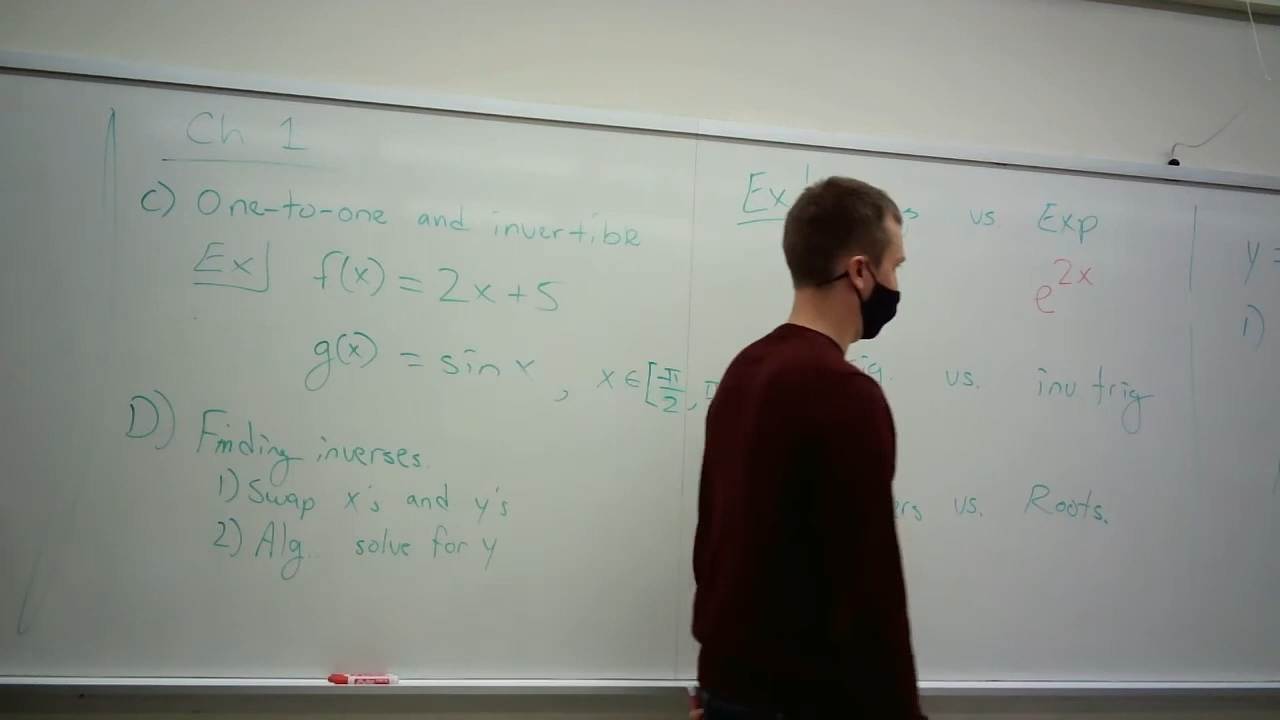 Ch 1
C) One-to-one and invertible
Ex f(x) = 2x+5
g(x) = sin x , x ∈ [-π/2 ,
D) Finding inverses.
1) Swap x's and y's
2) Alg. solve for y
Ex vs Exp
e^2x
vs. inv trig
vs. Roots.
y =
1)